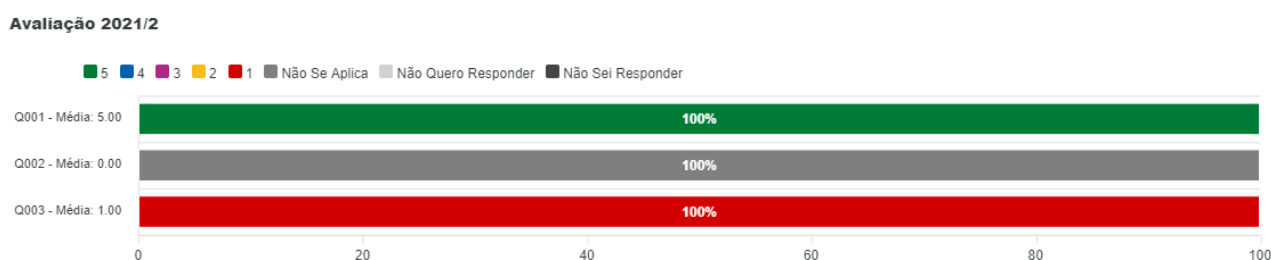 Avaliação 2021/2
5 4 3 2 1 Não Se Aplica Não Quero Responder Não Sei Responder
Q001 - Média: 5.00 100%
Q002 - Média: 0.00 100%
Q003 - Média: 1.00 100%
0 20 40 60 80 100